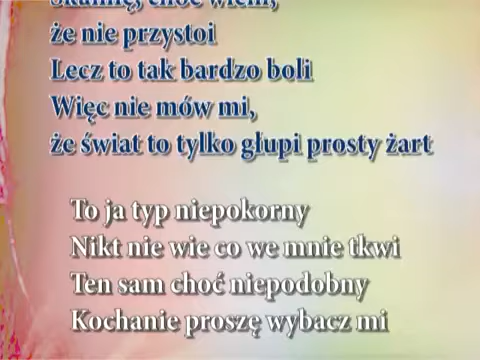 że nie przystoi
Lecz to tak bardzo boli
Więc nie mów mi,
że świat to tylko głupi prosty żart
To ja typ niepokorny
Nikt nie wie co we mnie tkwi
Ten sam choć niepodobny
Kochanie proszę wybacz mi